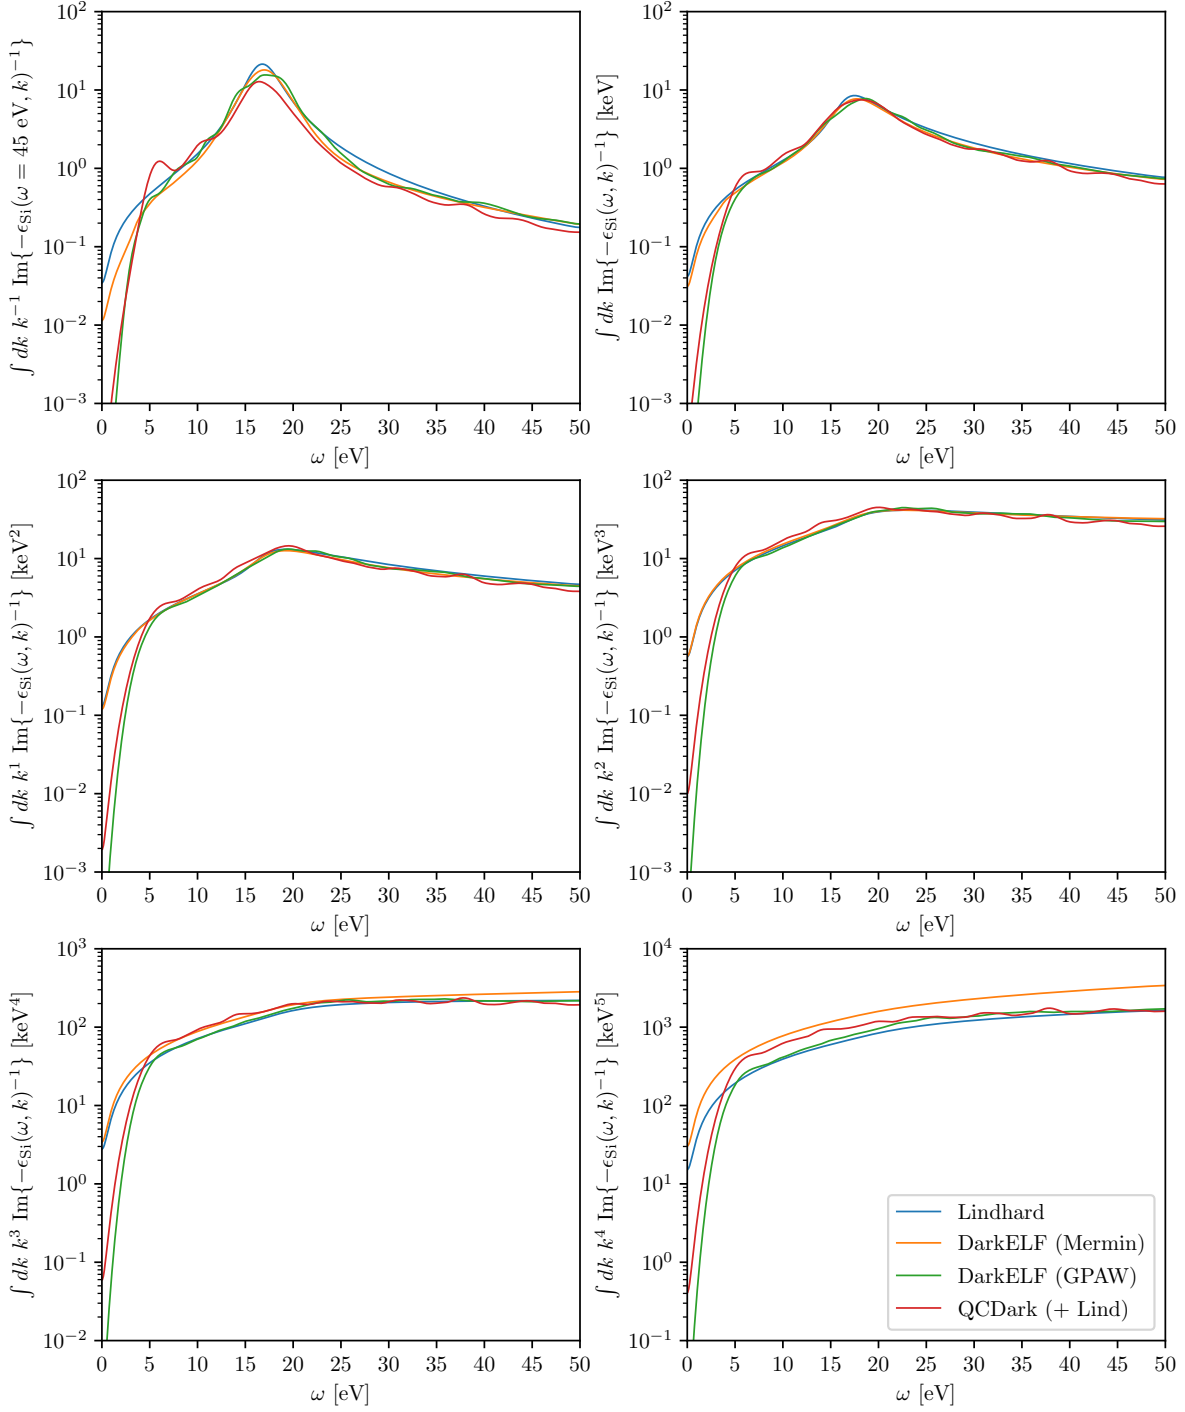 10² 10¹ 10⁰ 10⁻¹ 10⁻² 10⁻³
∫ dk k⁻¹ Im{−ϵ_Si(ω = 45 eV, k)⁻¹}
0 5 10 15 20 25 30 35 40 45 50
ω [eV]
10² 10¹ 10⁰ 10⁻¹ 10⁻² 10⁻³
∫ dk Im{−ϵ_Si(ω, k)⁻¹} [keV]
0 5 10 15 20 25 30 35 40 45 50
ω [eV]
10² 10¹ 10⁰ 10⁻¹ 10⁻² 10⁻³
∫ dk k¹ Im{−ϵ_Si(ω, k)⁻¹} [keV²]
0 5 10 15 20 25 30 35 40 45 50
ω [eV]
10² 10¹ 10⁰ 10⁻¹ 10⁻² 10⁻³
∫ dk k² Im{−ϵ_Si(ω, k)⁻¹} [keV³]
0 5 10 15 20 25 30 35 40 45 50
ω [eV]
10³ 10² 10¹ 10⁰ 10⁻¹ 10⁻²
∫ dk k³ Im{−ϵ_Si(ω, k)⁻¹} [keV⁴]
0 5 10 15 20 25 30 35 40 45 50
ω [eV]
10⁴ 10³ 10² 10¹ 10⁰ 10⁻¹
∫ dk k⁴ Im{−ϵ_Si(ω, k)⁻¹} [keV⁵]
0 5 10 15 20 25 30 35 40 45 50
ω [eV]
Lindhard
DarkELF (Mermin)
DarkELF (GPAW)
QCDark (+ Lind)